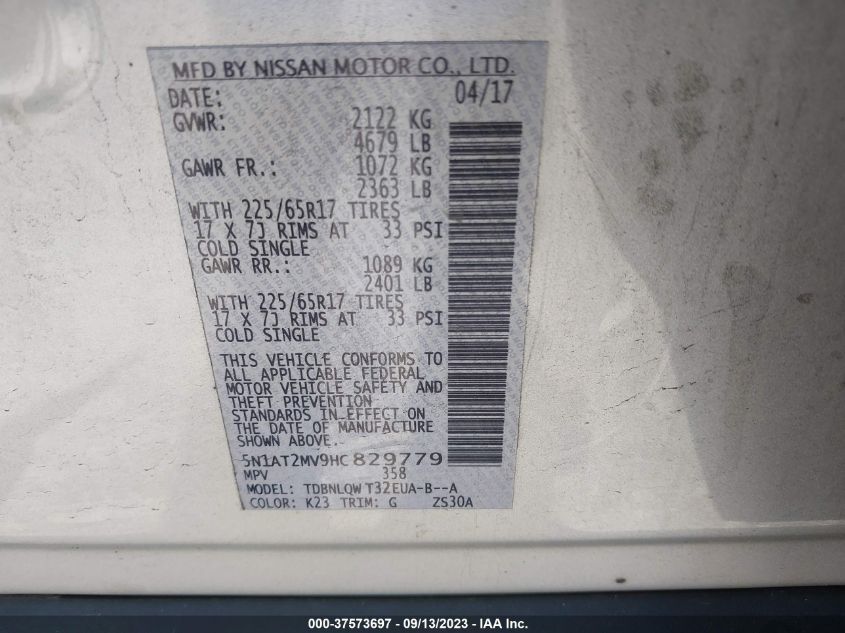 MFD BY NISSAN MOTOR CO., LTD.
DATE: 04/17
GVWR: 2122 KG
4679 LB
GAWR FR.: 1072 KG
2363 LB
WITH 225/65R17 TIRES
17 X 7J RIMS AT 33 PSI
COLD SINGLE
GAWR RR.: 1089 KG
2401 LB
WITH 225/65R17 TIRES
17 X 7J RIMS AT 33 PSI
COLD SINGLE
THIS VEHICLE CONFORMS TO
ALL APPLICABLE FEDERAL
MOTOR VEHICLE SAFETY AND
THEFT PREVENTION
STANDARDS IN EFFECT ON
THE DATE OF MANUFACTURE
SHOWN ABOVE.
5N1AT2MV9HC829779
MPV 358
MODEL: TDBNLQW T32EUA-B--A
COLOR: K23 TRIM: G ZS30A
000-37573697 - 09/13/2023 - IAA Inc.